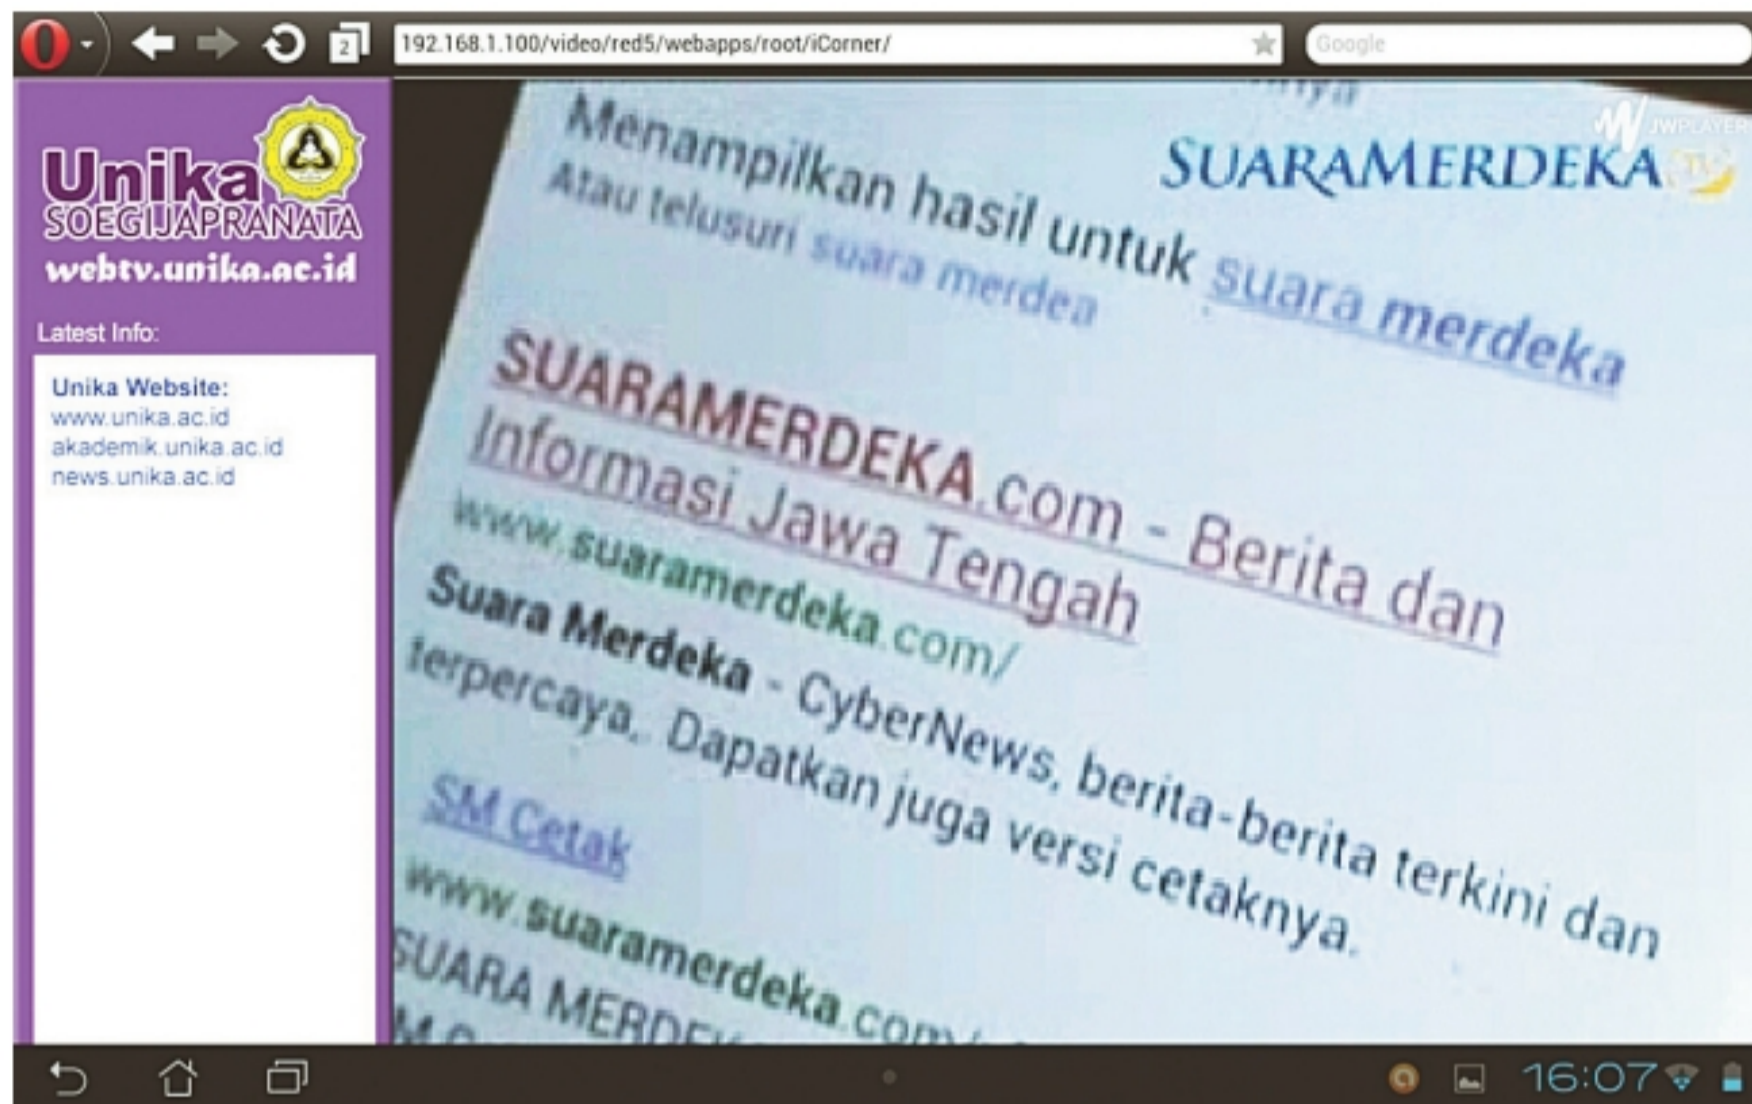 2
192.168.1.100/video/red5/webapps/root/iCorner/
Google
Unika
SOEGIJAPRANATA
webtv.unika.ac.id
Latest Info:
Unika Website:
www.unika.ac.id
akademik.unika.ac.id
news.unika.ac.id
JWPLAYER
SUARAMERDEKA
Menampilkan hasil untuk suara merdeka
Atau telusuri suara merdea
SUARAMERDEKA.com - Berita dan
Informasi Jawa Tengah
www.suaramerdeka.com/
Suara Merdeka - CyberNews, berita-berita terkini dan
terpercaya,. Dapatkan juga versi cetaknya.
SM Cetak
www.suaramerdeka.com/
SUARA
16:07